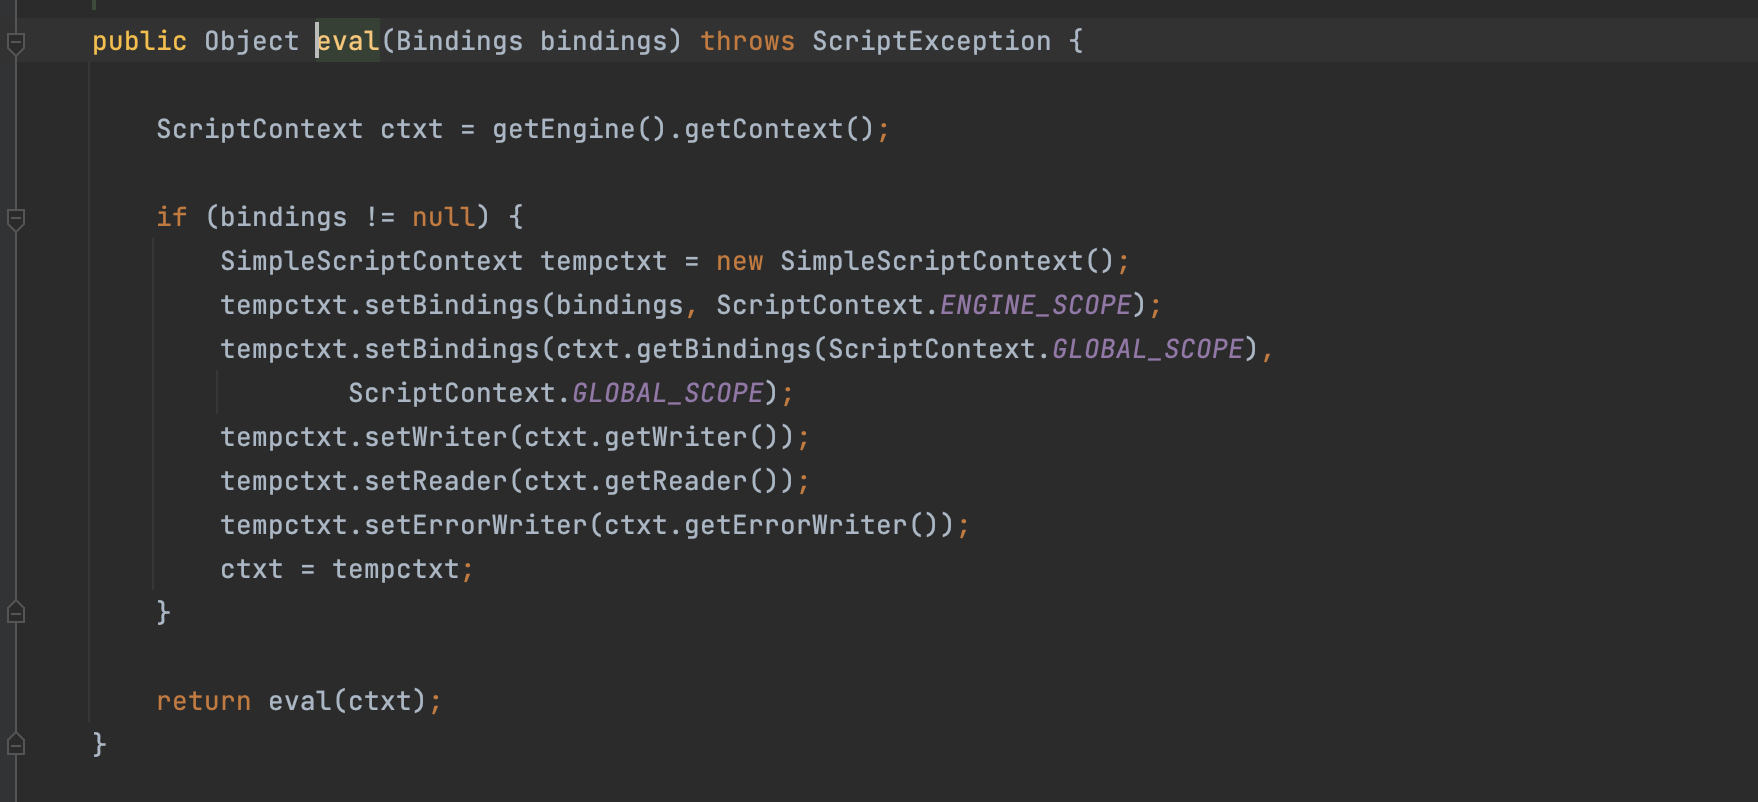 public Object eval(Bindings bindings) throws ScriptException {
ScriptContext ctxt = getEngine().getContext();
if (bindings != null) {
SimpleScriptContext tempctxt = new SimpleScriptContext();
tempctxt.setBindings(bindings, ScriptContext.ENGINE_SCOPE);
tempctxt.setBindings(ctxt.getBindings(ScriptContext.GLOBAL_SCOPE),
ScriptContext.GLOBAL_SCOPE);
tempctxt.setWriter(ctxt.getWriter());
tempctxt.setReader(ctxt.getReader());
tempctxt.setErrorWriter(ctxt.getErrorWriter());
ctxt = tempctxt;
}
return eval(ctxt);
}